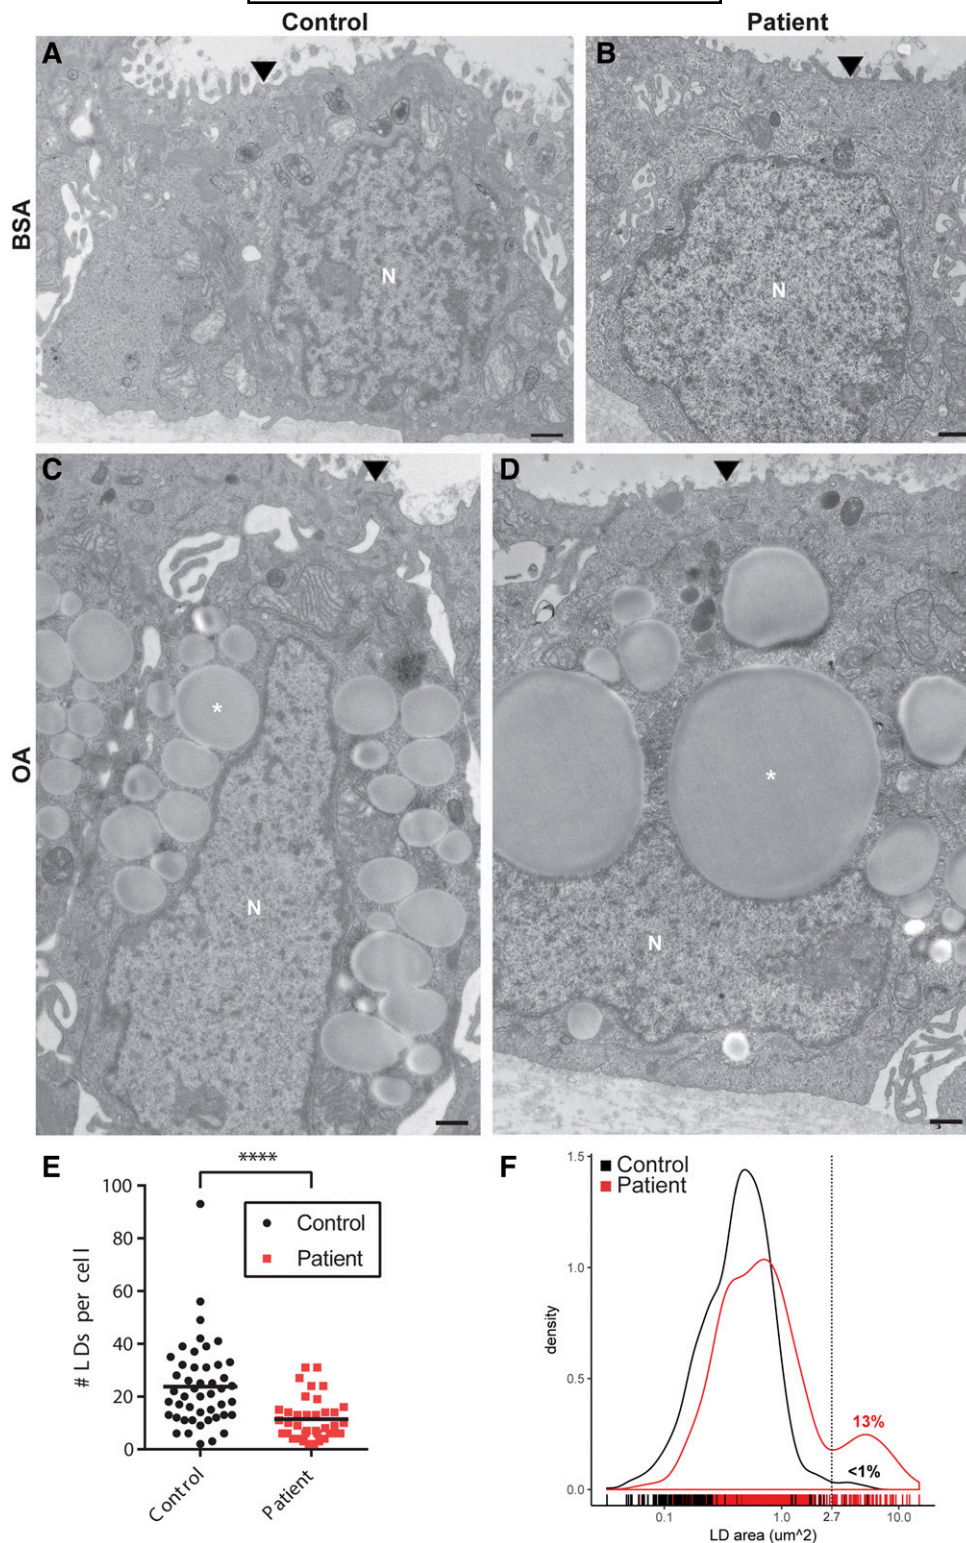 Control Patient
A B
BSA
N N
C D
OA
*
*
N
N
E
****
# LDs per cell
100
80
60
40
20
0
Control
Patient
Control
Patient
F
Control
Patient
density
1.5
1.0
0.5
0.0
13%
<1%
0.1 1.0 2.7 10.0
LD area (um^2)